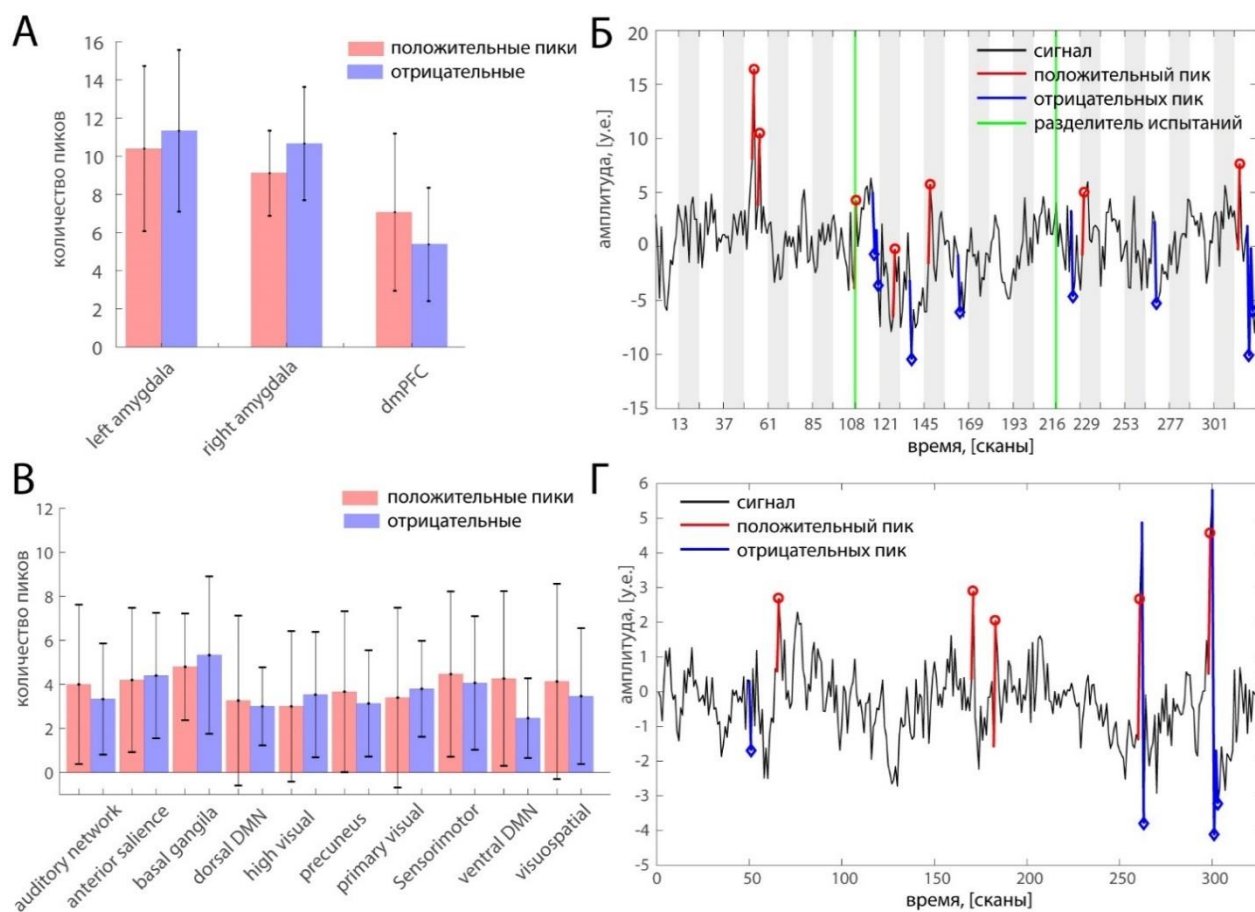 А
16
14
12
10
8
6
4
2
0
количество пиков
положительные пики
отрицательные
left amygdala
right amygdala
dmPFC
Б
20
15
10
5
0
-5
-10
-15
амплитуда, [у.е.]
сигнал
положительный пик
отрицательных пик
разделитель испытаний
13 37 61 85 108 121 145 169 193 216 229 253 277 301
время, [сканы]
В
12
10
8
6
4
2
0
количество пиков
положительные пики
отрицательные
auditory network
anterior salience
basal gangila
dorsal DMN
high visual
precuneus
primary visual
Sensorimotor
ventral DMN
visuospatial
Г
6
5
4
3
2
1
0
-1
-2
-3
-4
-5
амплитуда, [у.е.]
сигнал
положительный пик
отрицательных пик
0 50 100 150 200 250 300
время, [сканы]